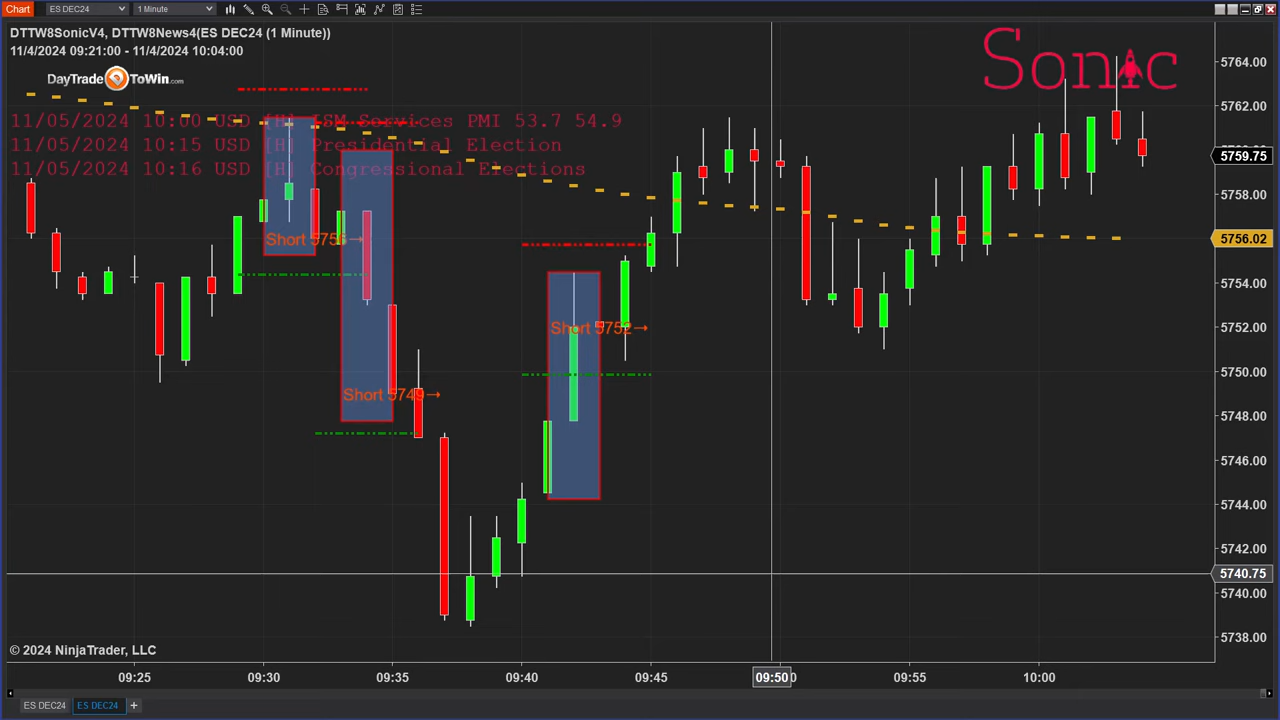 Chart ES DEC24 1 Minute
DTTW8SonicV4, DTTW8News4(ES DEC24 (1 Minute))
11/4/2024 09:21:00 - 11/4/2024 10:04:00
DayTradeToWin.com
Sonic
11/05/2024 10:00 USD [H] ISM Services PMI 53.7 54.9
11/05/2024 10:15 USD [H] Presidential Election
11/05/2024 10:16 USD [H] Congressional Elections
Short 5756→
Short 5749→
Short 5752→
5764.00
5762.00
5759.75
5758.00
5756.02
5754.00
5752.00
5750.00
5748.00
5746.00
5744.00
5742.00
5740.75
5740.00
5738.00
© 2024 NinjaTrader, LLC
09:25 09:30 09:35 09:40 09:45 09:50 09:55 10:00
ES DEC24 ES DEC24 +